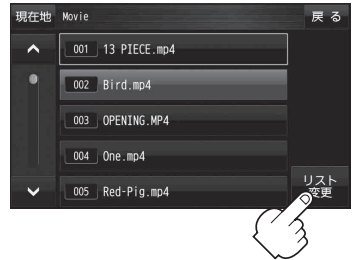 現在地 Movie 戻る
001 13 PIECE.mp4
002 Bird.mp4
003 OPENING.MP4
004 One.mp4
005 Red-Pig.mp4
リスト
変更